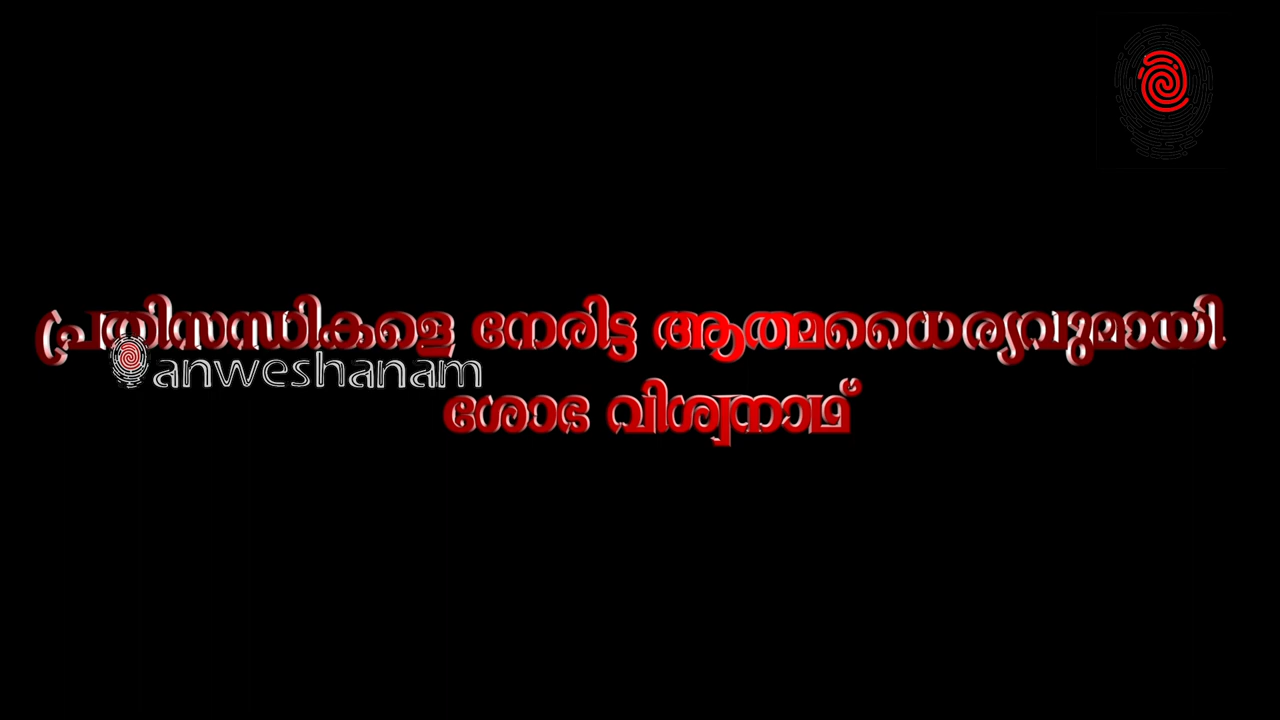 പ്രതിസന്ധികളെ നേരിട്ട ആത്മധൈര്യവുമായി
anweshanam
ശോഭ വിശ്വനാഥ്